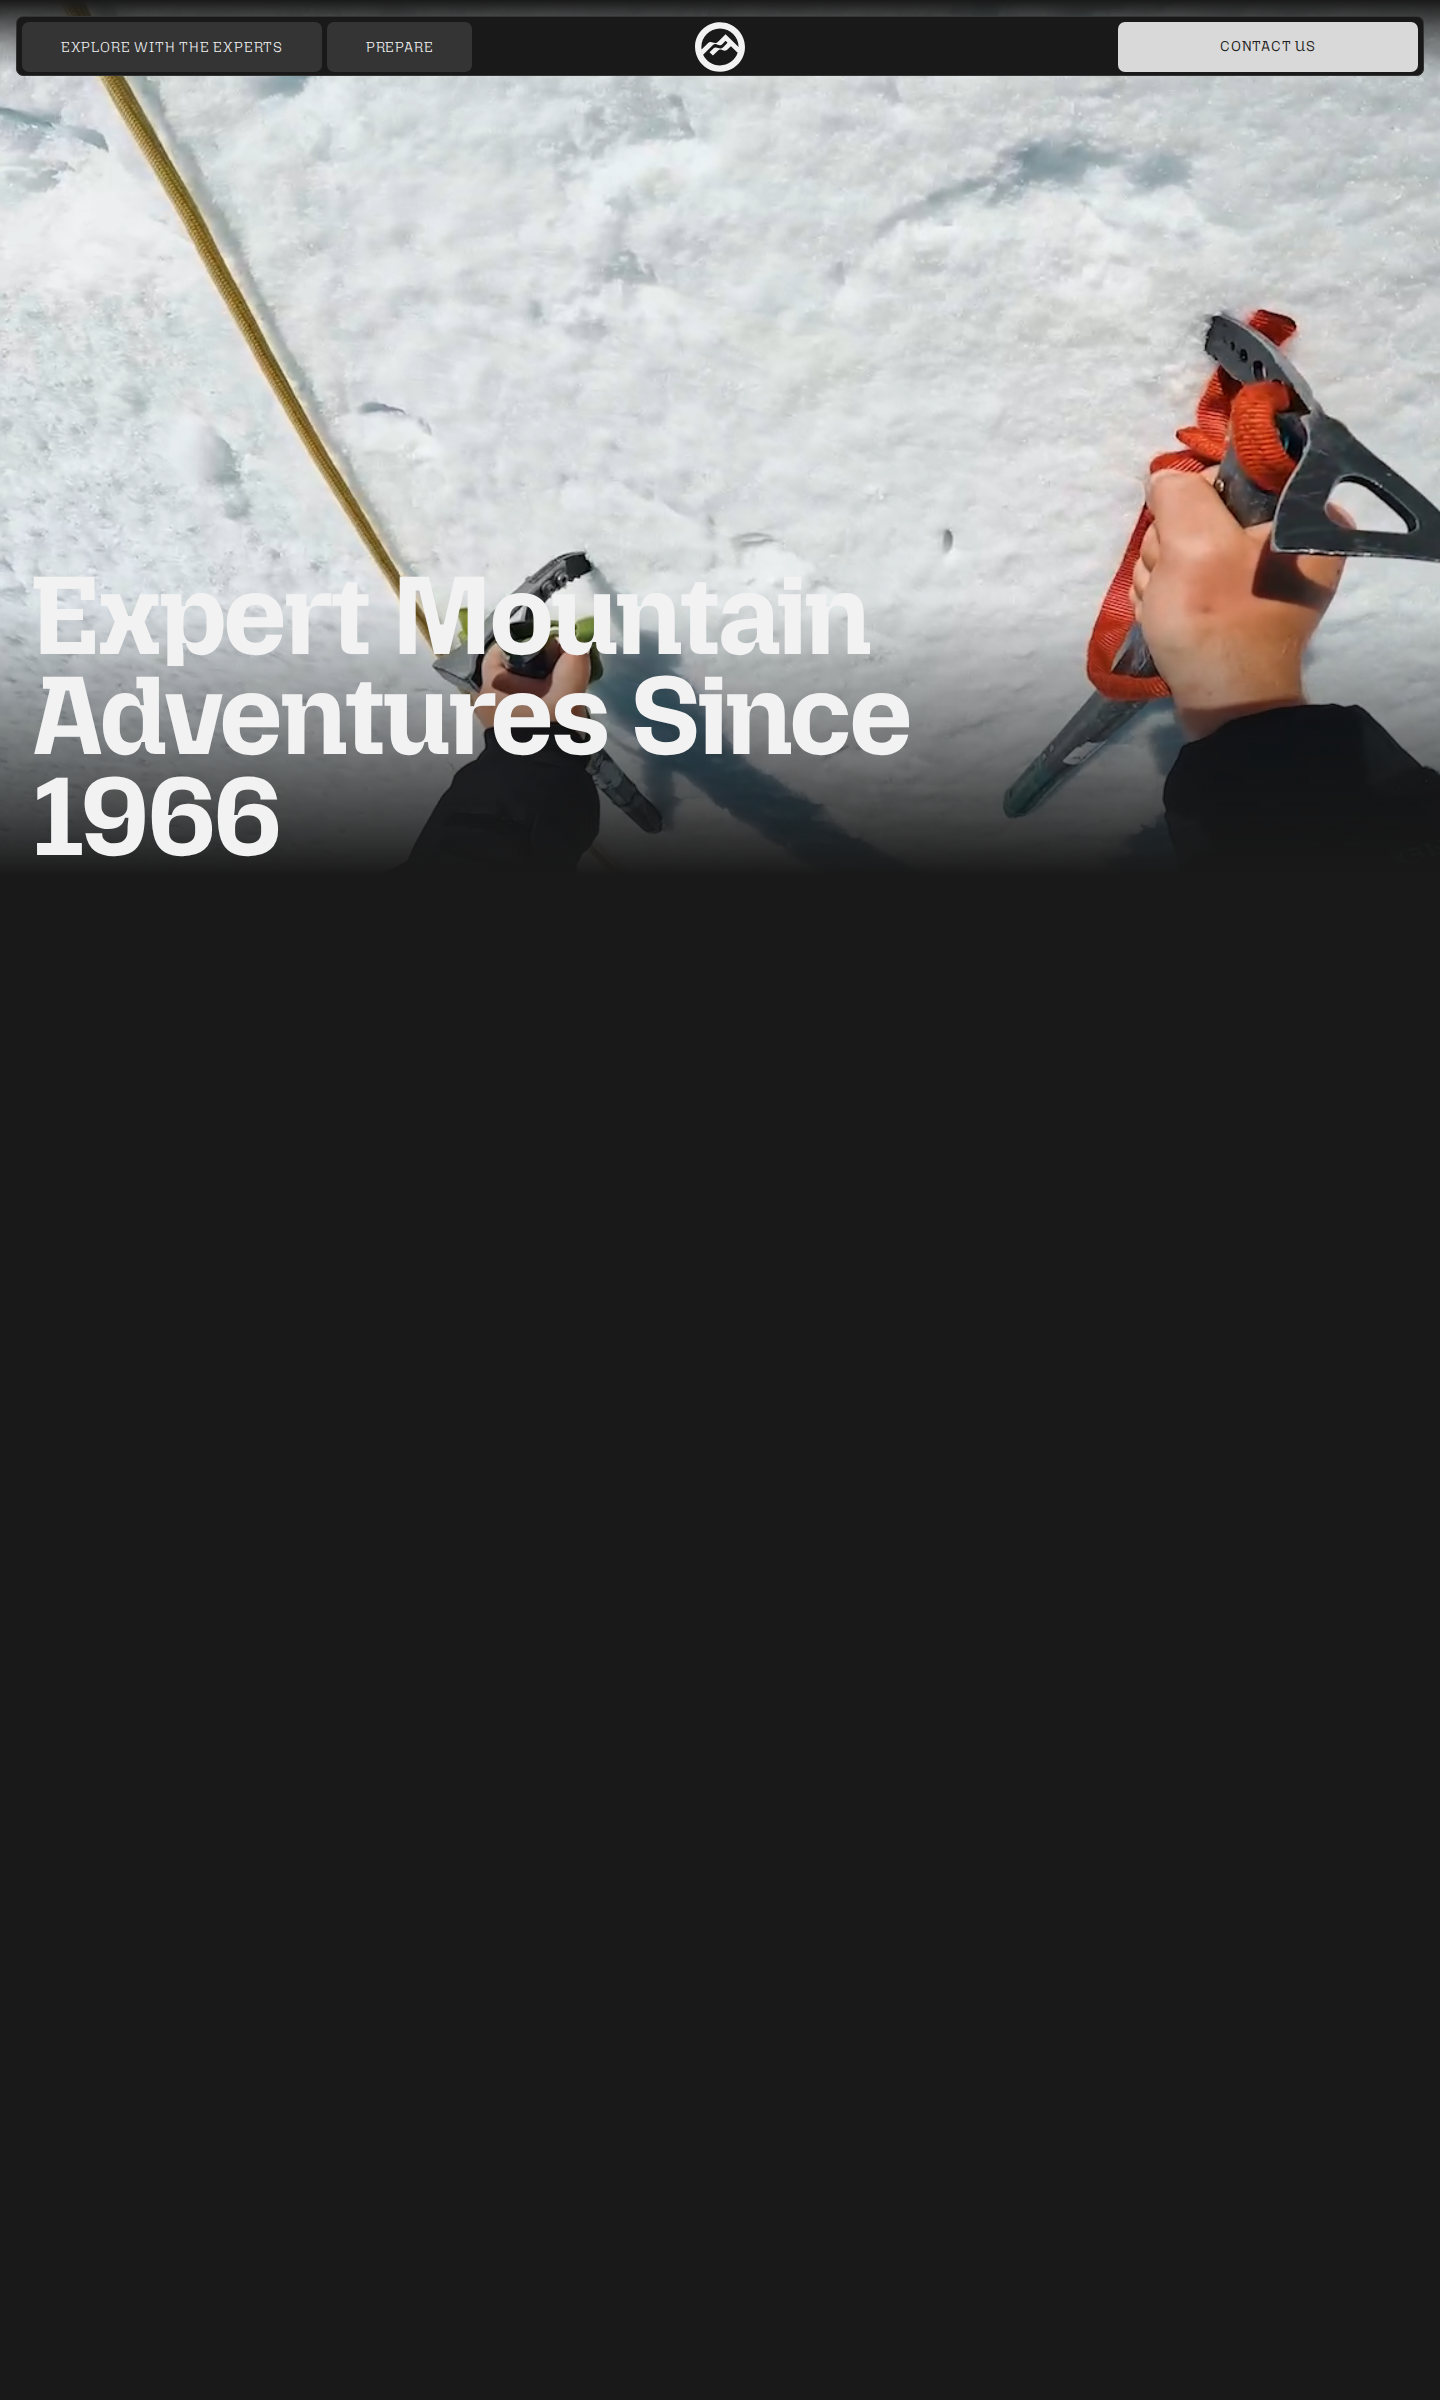 EXPLORE WITH THE EXPERTS
PREPARE
CONTACT US
Expert Mountain
Adventures Since
1966